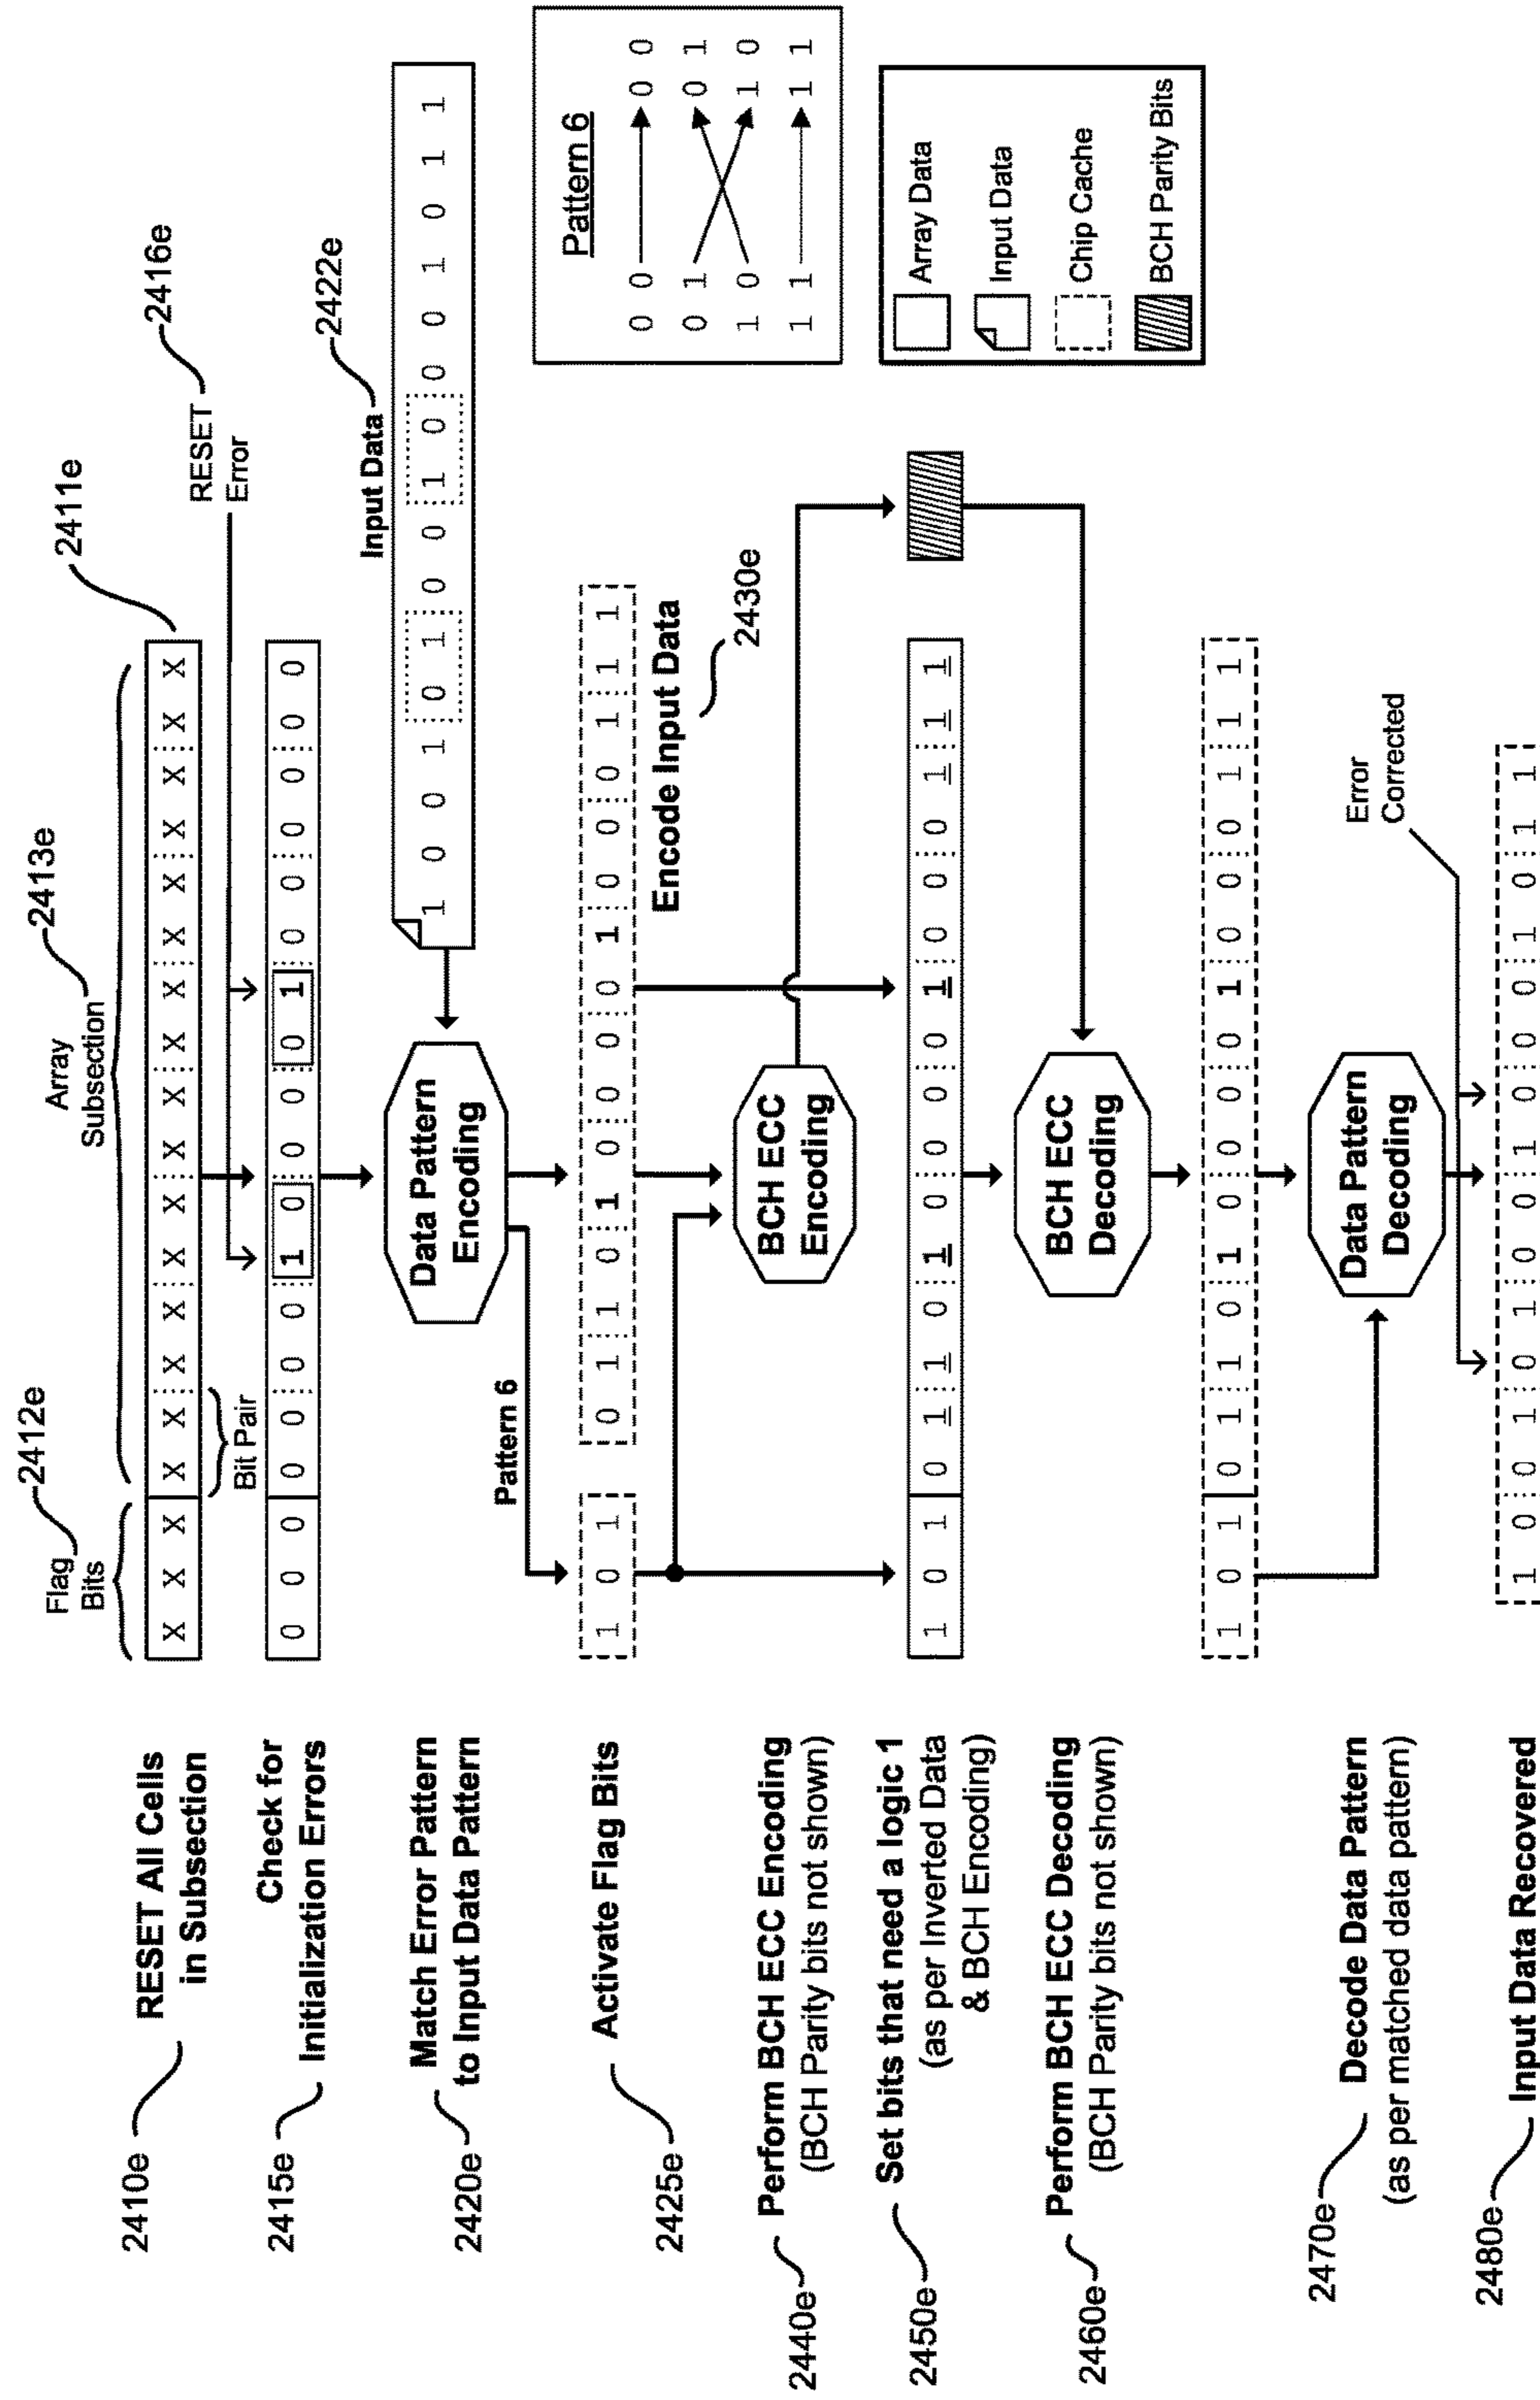 2410e
RESET All Cells
in Subsection
Flag
Bits
2412e
Array
Subsection
2413e
2411e
X X X X X X X X X X X X X X X X X X X
Bit Pair
RESET
Error
2416e
2415e
Check for
Initialization Errors
0 0 0 0 0 0 0 1 0 0 0 0 1 0 0 0 0 0 0
2420e
Match Error Pattern
to Input Data Pattern
Data Pattern
Encoding
Input Data
2422e
1 0 0 1 0 1 0 0 1 0 0 0 1 0 1 1
Pattern 6
2425e
Activate Flag Bits
1 0 1
0 1 1 0 1 0 0 0 0 1 0 0 0 1 1 1
Encode Input Data
2430e
Pattern 6
0 0 0 0
0 1 0 1
1 0 1 0
1 1 1 1
2440e
Perform BCH ECC Encoding
(BCH Parity bits not shown)
BCH ECC
Encoding
2450e
Set bits that need a logic 1
(as per Inverted Data
& BCH Encoding)
1 0 1 0 1 1 0 1 0 0 0 0 1 0 0 0 1 1 1
Array Data
Input Data
Chip Cache
BCH Parity Bits
2460e
Perform BCH ECC Decoding
(BCH Parity bits not shown)
BCH ECC
Decoding
1 0 1 0 1 1 0 1 0 0 0 0 1 0 0 0 1 1 1
2470e
Decode Data Pattern
(as per matched data pattern)
Data Pattern
Decoding
Error
Corrected
2480e
Input Data Recovered
1 0 0 1 0 1 0 0 1 0 0 0 1 0 1 1